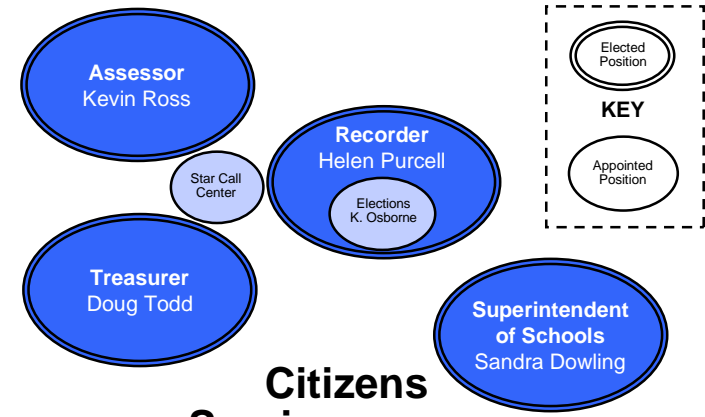 Assessor
Kevin Ross
Elected
Position
KEY
Appointed
Position
Recorder
Helen Purcell
Star Call
Center
Elections
K. Osborne
Treasurer
Doug Todd
Superintendent
of Schools
Sandra Dowling
Citizens